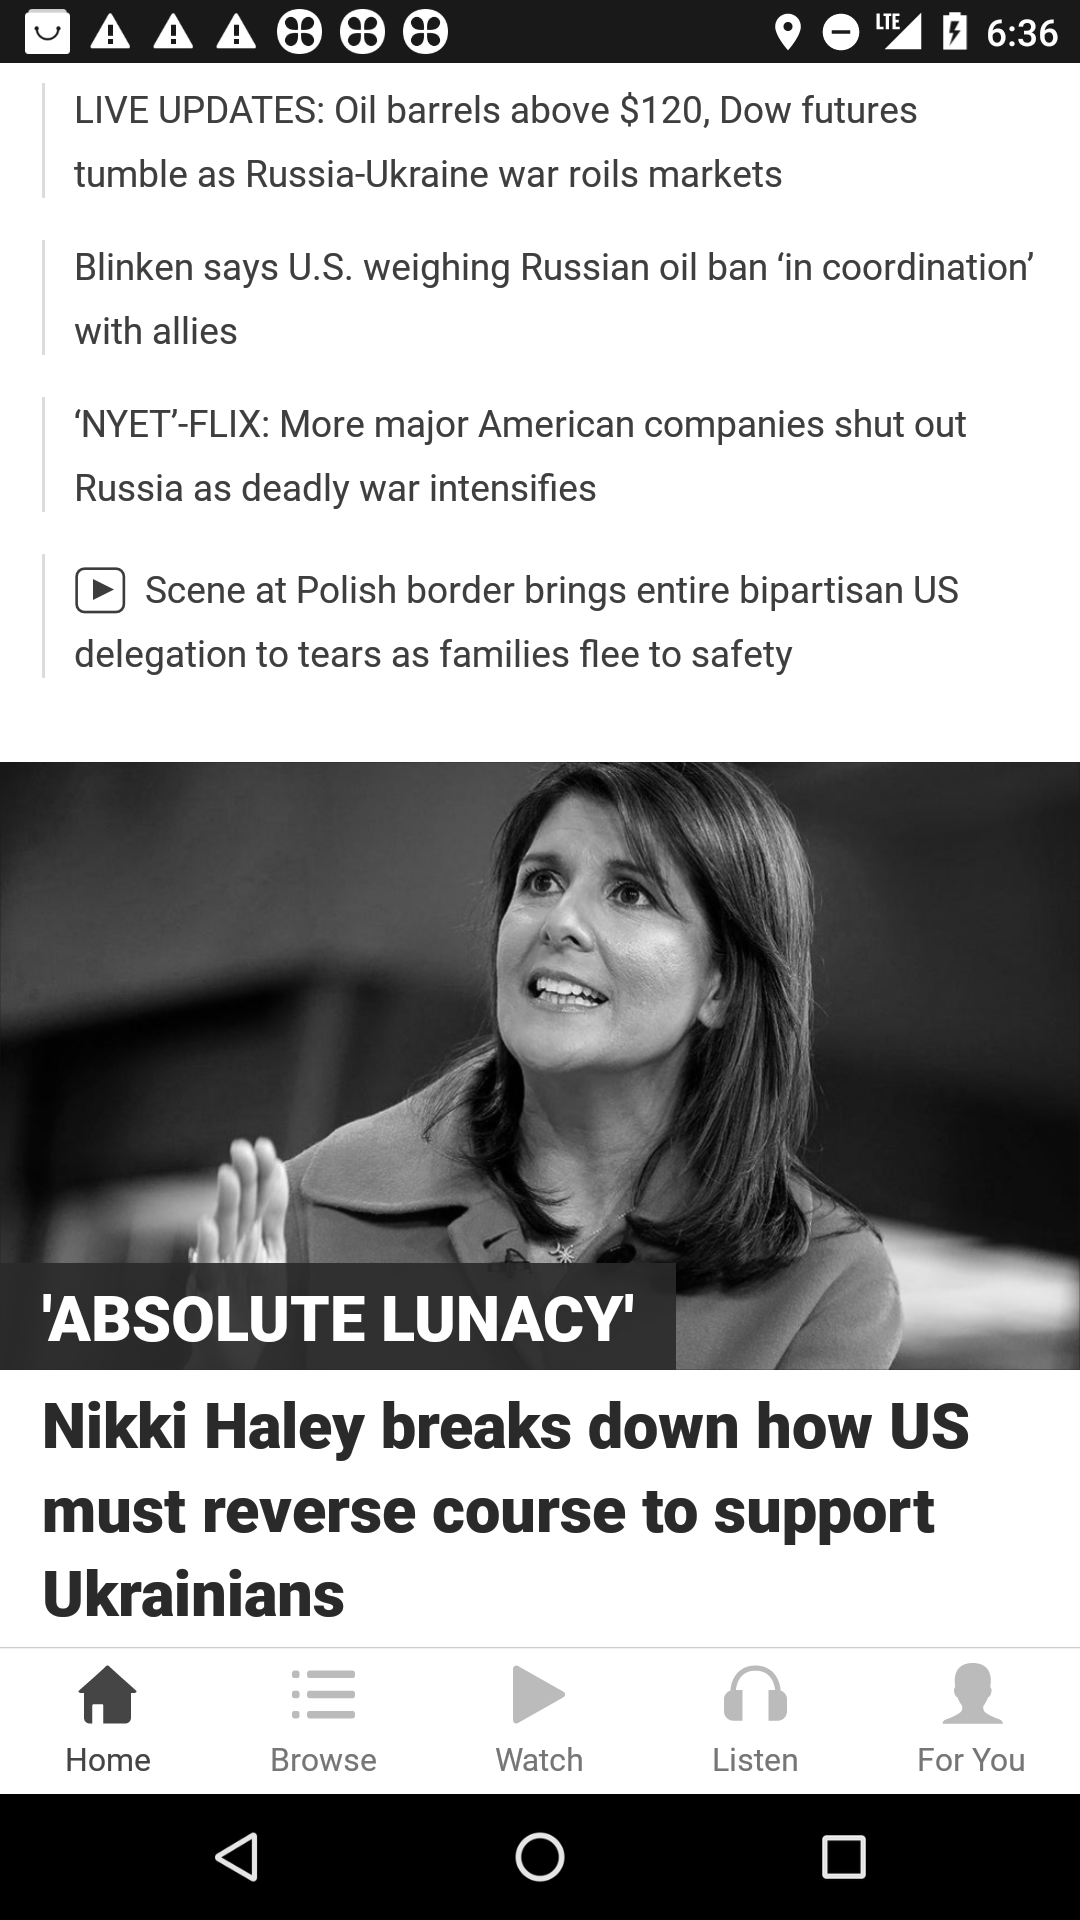 LTE 6:36
LIVE UPDATES: Oil barrels above $120, Dow futures
tumble as Russia-Ukraine war roils markets
Blinken says U.S. weighing Russian oil ban ‘in coordination’
with allies
‘NYET’-FLIX: More major American companies shut out
Russia as deadly war intensifies
Scene at Polish border brings entire bipartisan US
delegation to tears as families flee to safety
'ABSOLUTE LUNACY'
Nikki Haley breaks down how US
must reverse course to support
Ukrainians
Home Browse Watch Listen For You